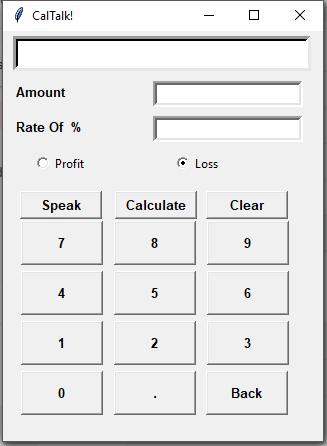 CalTalk!
Amount
Rate Of %
Profit Loss
Speak Calculate Clear
7 8 9
4 5 6
1 2 3
0 . Back